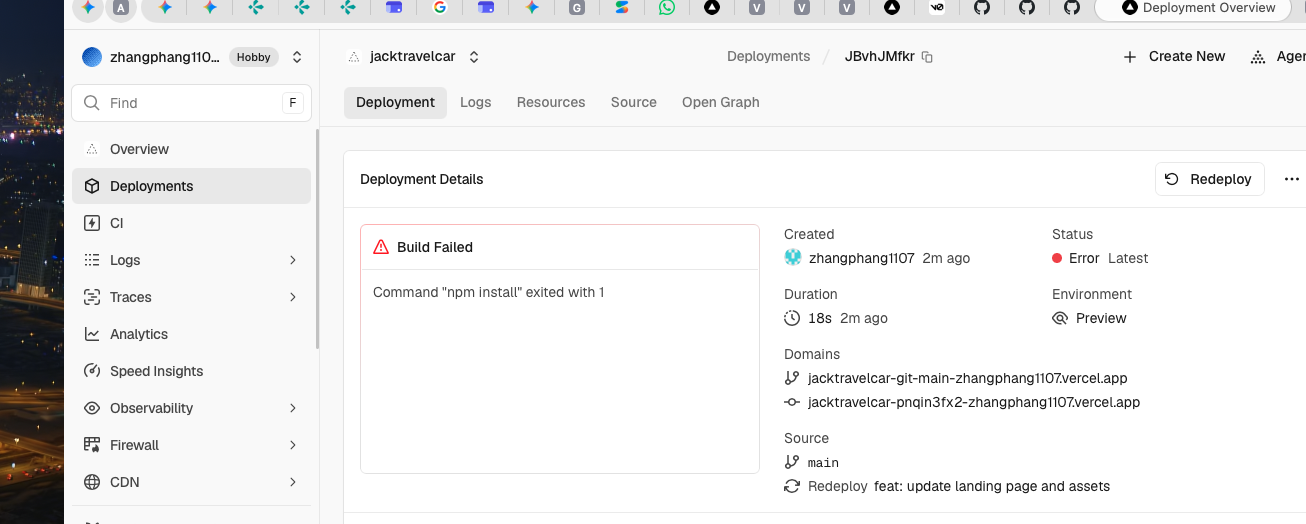 A
G
V
V
V
v0
Deployment Overview
zhangphang110... Hobby
jacktravelcar
Deployments / JBvhJMfkr
Create New
Find F
Deployment
Logs
Resources
Source
Open Graph
Overview
Deployments
CI
Logs
Traces
Analytics
Speed Insights
Observability
Firewall
CDN
Deployment Details
Redeploy
Build Failed
Command "npm install" exited with 1
Created
zhangphang1107 2m ago
Status
Error Latest
Duration
18s 2m ago
Environment
Preview
Domains
jacktravelcar-git-main-zhangphang1107.vercel.app
jacktravelcar-pnqin3fx2-zhangphang1107.vercel.app
Source
main
Redeploy feat: update landing page and assets